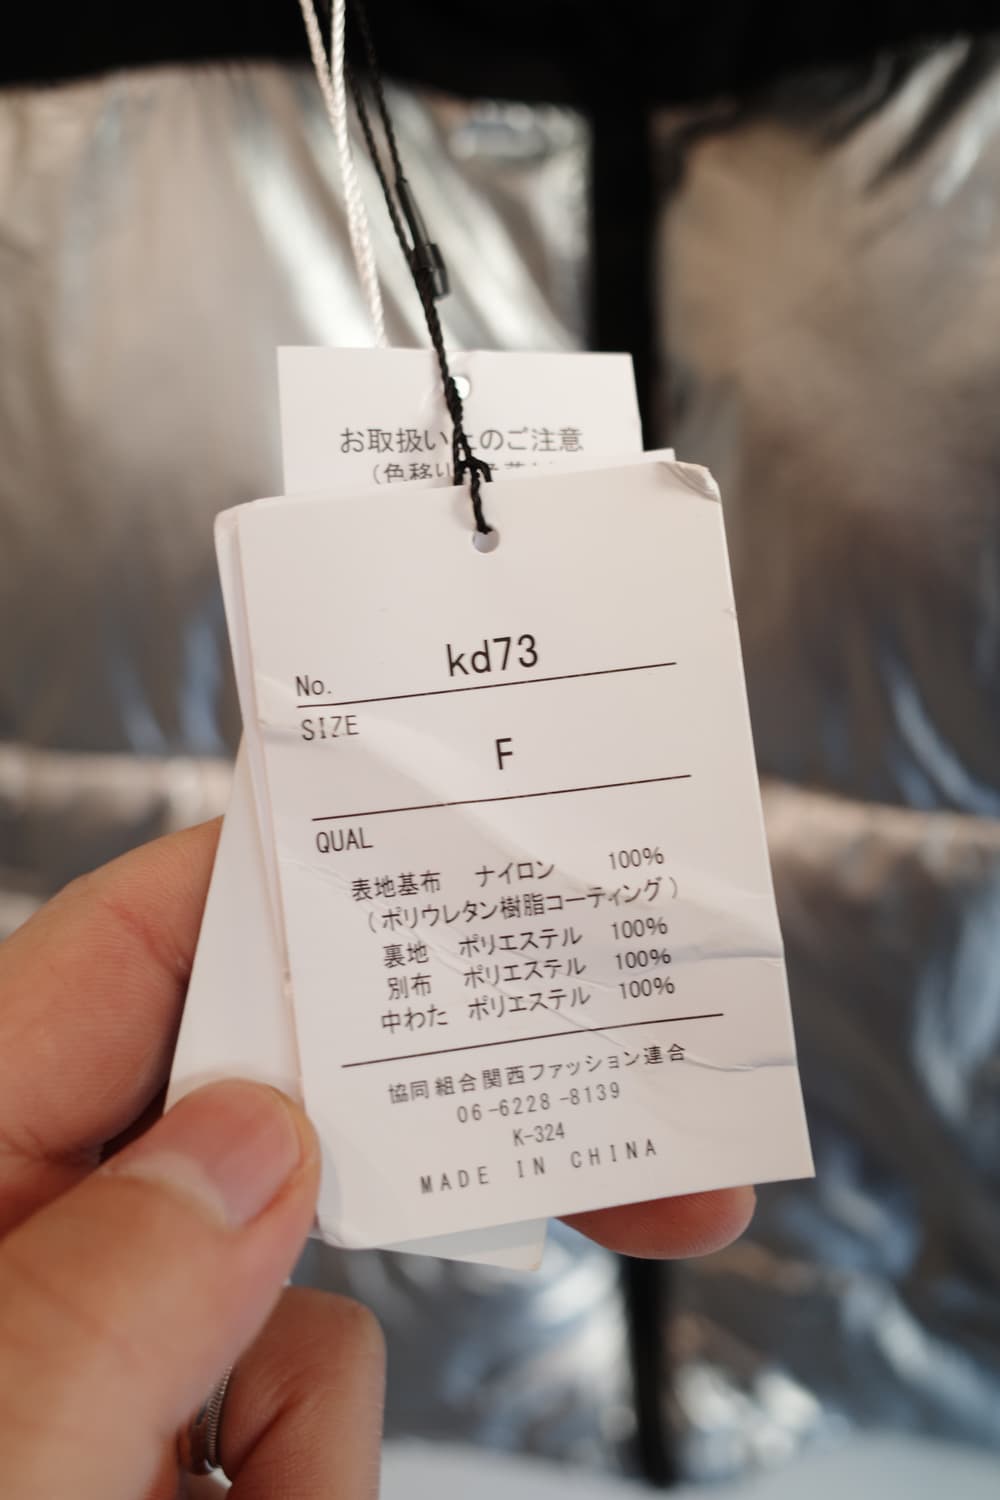 お取扱い上のご注意
（色移り
No. kd73
SIZE
F
QUAL
表地基布 ナイロン 100%
（ポリウレタン樹脂コーティング）
裏地 ポリエステル 100%
別布 ポリエステル 100%
中わた ポリエステル 100%
協同組合関西ファッション連合
06-6228-8139
K-324
MADE IN CHINA